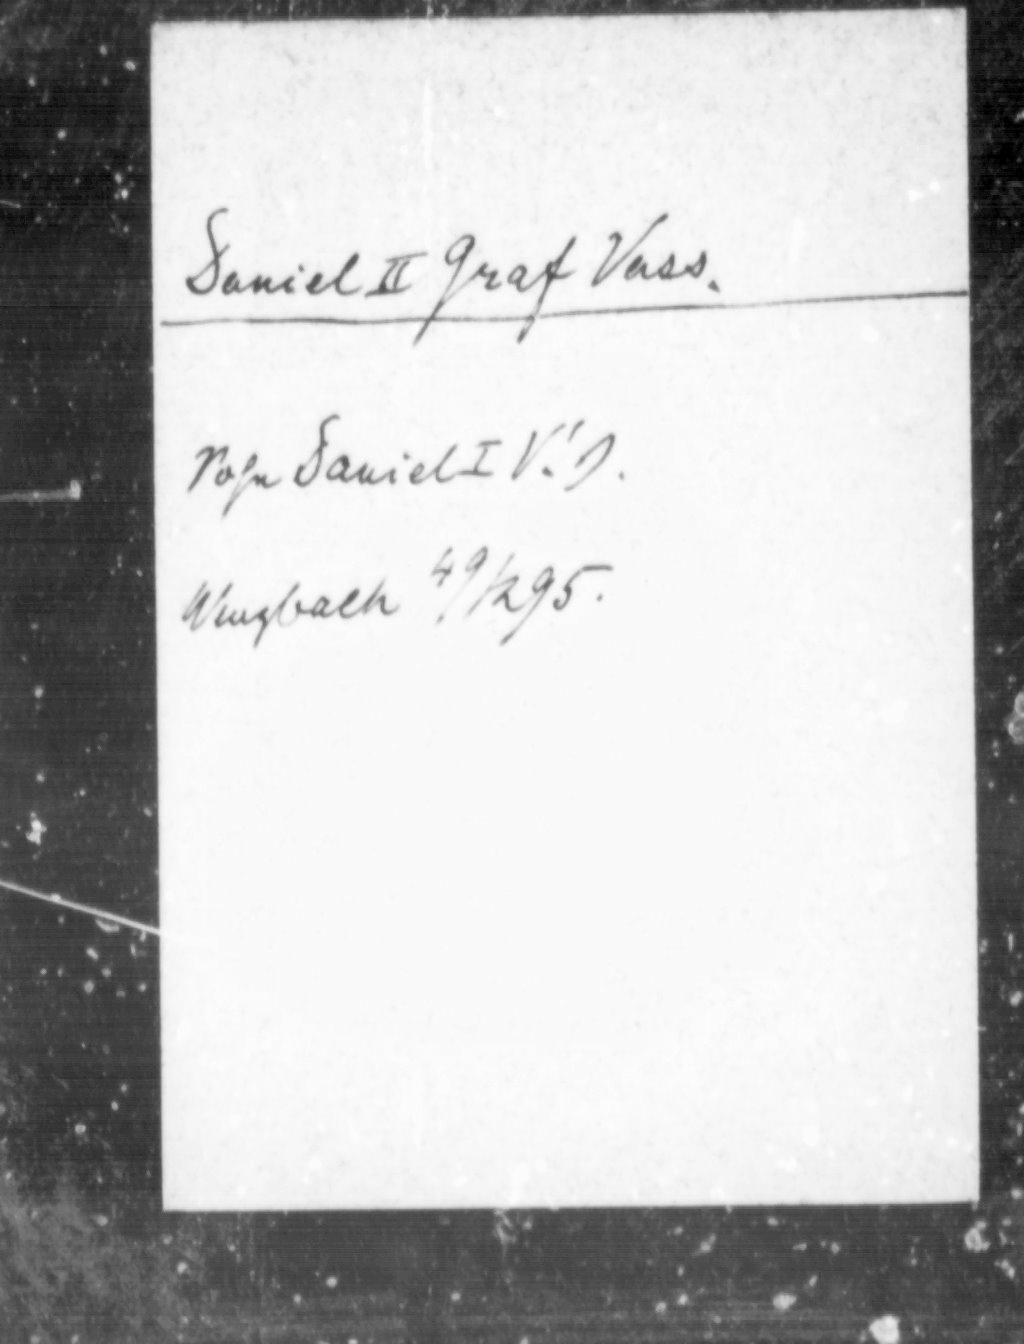 Daniel II Graf Vass.
Sohn Daniel I V.'s.
Wurzbach 49/295.